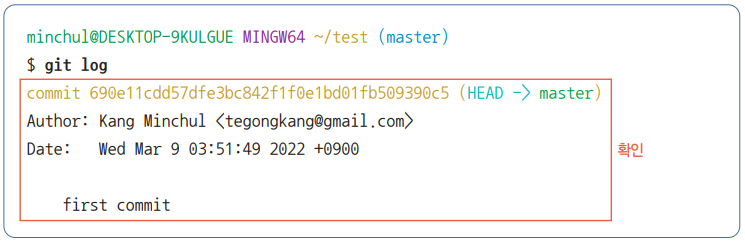 minchul@DESKTOP-9KULGUE MINGW64 ~/test (master)
$ git log
commit 690e11cdd57dfe3bc842f1f0e1bd01fb509390c5 (HEAD -> master)
Author: Kang Minchul <tegongkang@gmail.com>
Date:   Wed Mar 9 03:51:49 2022 +0900
확인
    first commit